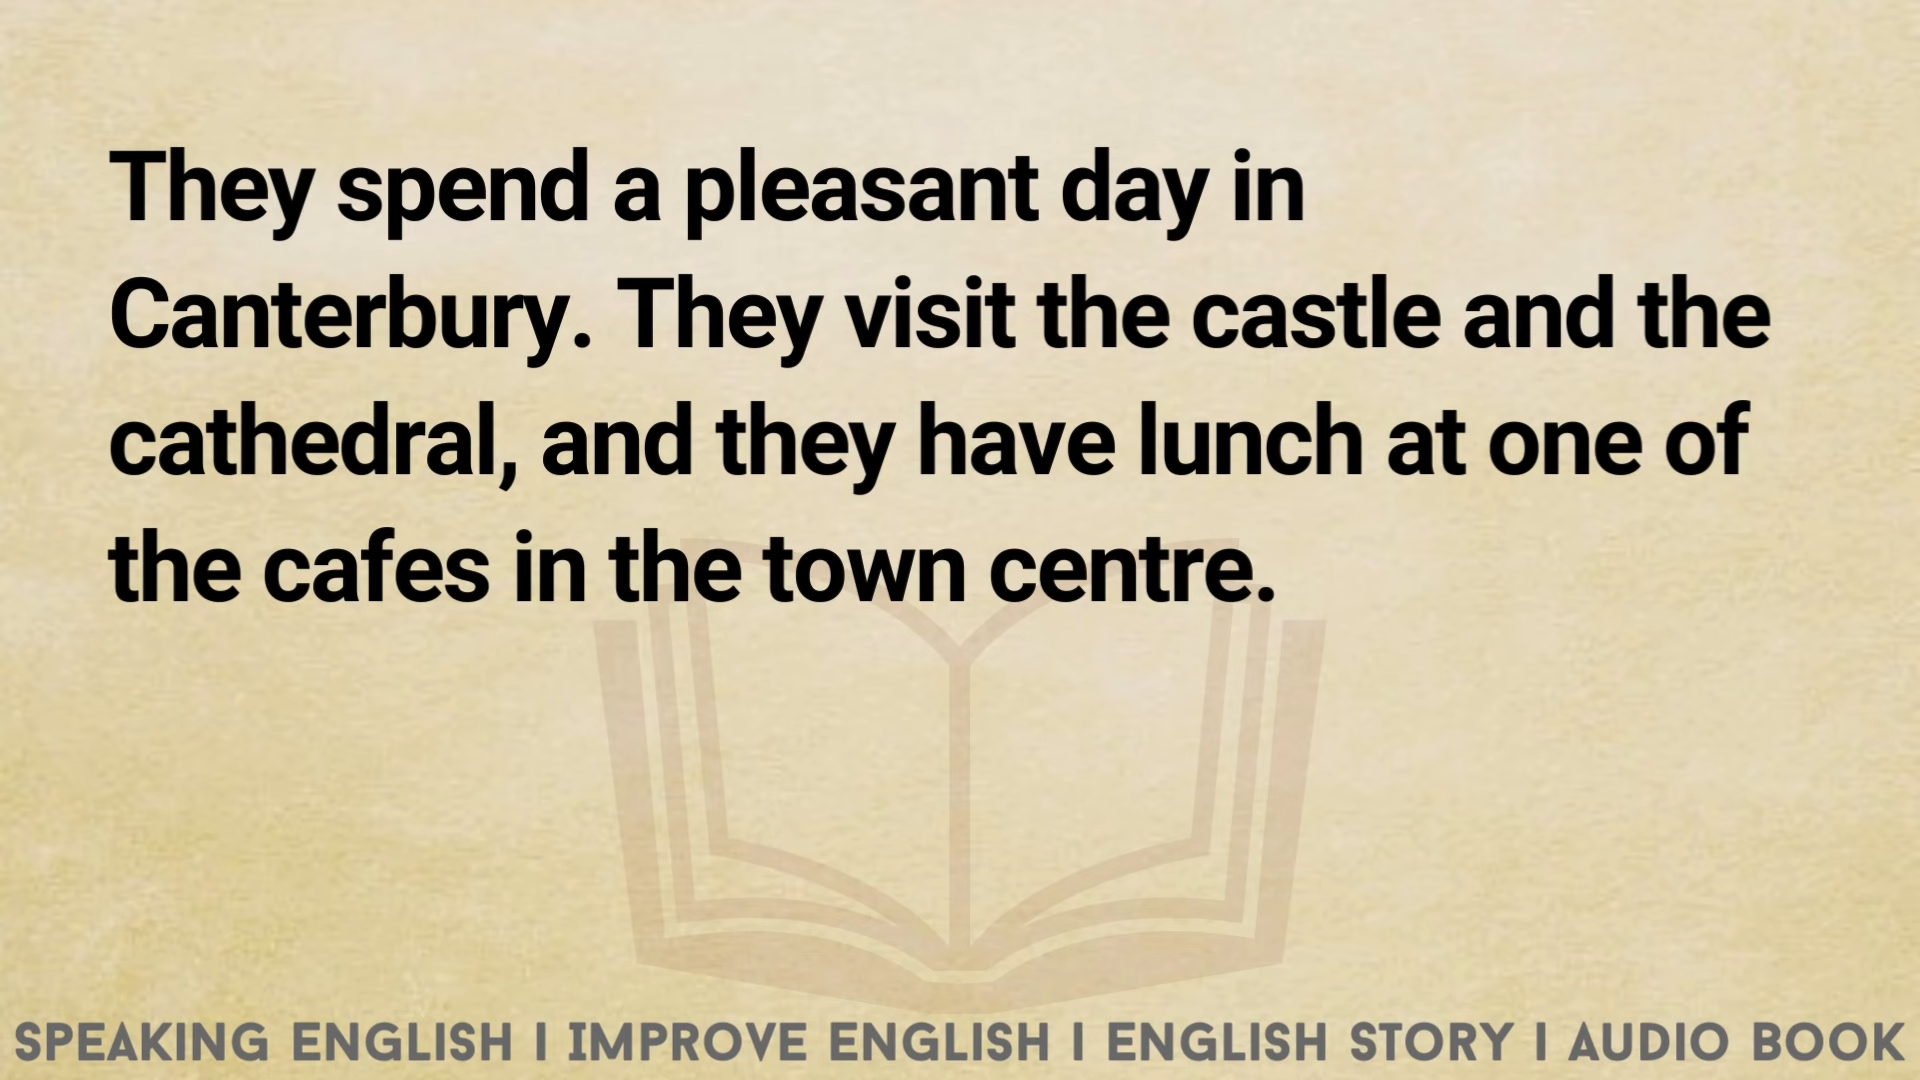 They spend a pleasant day in
Canterbury. They visit the castle and the
cathedral, and they have lunch at one of
the cafes in the town centre.
SPEAKING ENGLISH I IMPROVE ENGLISH I ENGLISH STORY I AUDIO BOOK